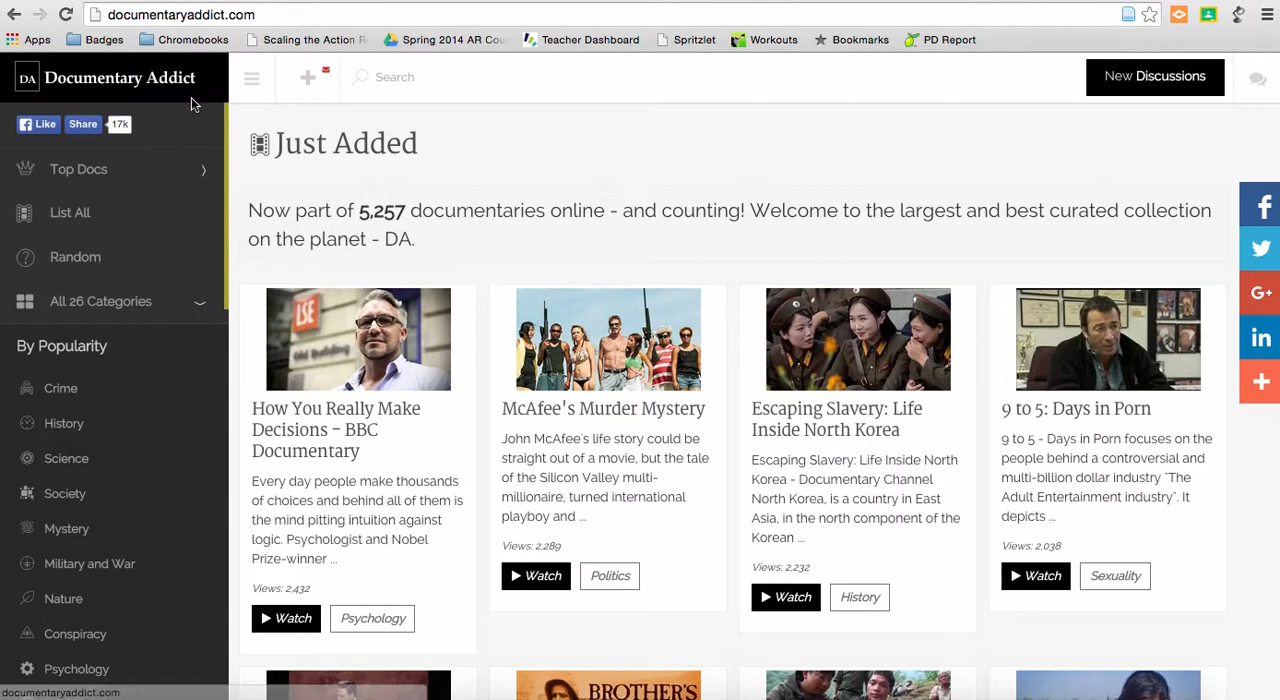 documentaryaddict.com
Apps Badges Chromebooks Scaling the Action R Spring 2014 AR Cou Teacher Dashboard Spritzlet Workouts Bookmarks PD Report
DA Documentary Addict
Search
New Discussions
Like Share 17k
Top Docs
List All
Random
All 26 Categories
By Popularity
Crime
History
Science
Society
Mystery
Military and War
Nature
Conspiracy
Psychology
documentaryaddict.com
Just Added
Now part of 5,257 documentaries online - and counting! Welcome to the largest and best curated collection
on the planet - DA.
LSE
Old Building
How You Really Make
Decisions – BBC
Documentary
Every day people make thousands
of choices and behind all of them is
the mind pitting intuition against
logic. Psychologist and Nobel
Prize-winner ...
Views: 2,432
Watch Psychology
McAfee's Murder Mystery
John McAfee's life story could be
straight out of a movie, but the tale
of the Silicon Valley multi-
millionaire, turned international
playboy and ...
Views: 2,289
Watch Politics
Escaping Slavery: Life
Inside North Korea
Escaping Slavery: Life Inside North
Korea - Documentary Channel
North Korea, is a country in East
Asia, in the north component of the
Korean ...
Views: 2,232
Watch History
9 to 5: Days in Porn
9 to 5 - Days in Porn focuses on the
people behind a controversial and
multi-billion dollar industry "The
Adult Entertainment industry". It
depicts ...
Views: 2,038
Watch Sexuality
BROTHER'S
f
G+
in
+